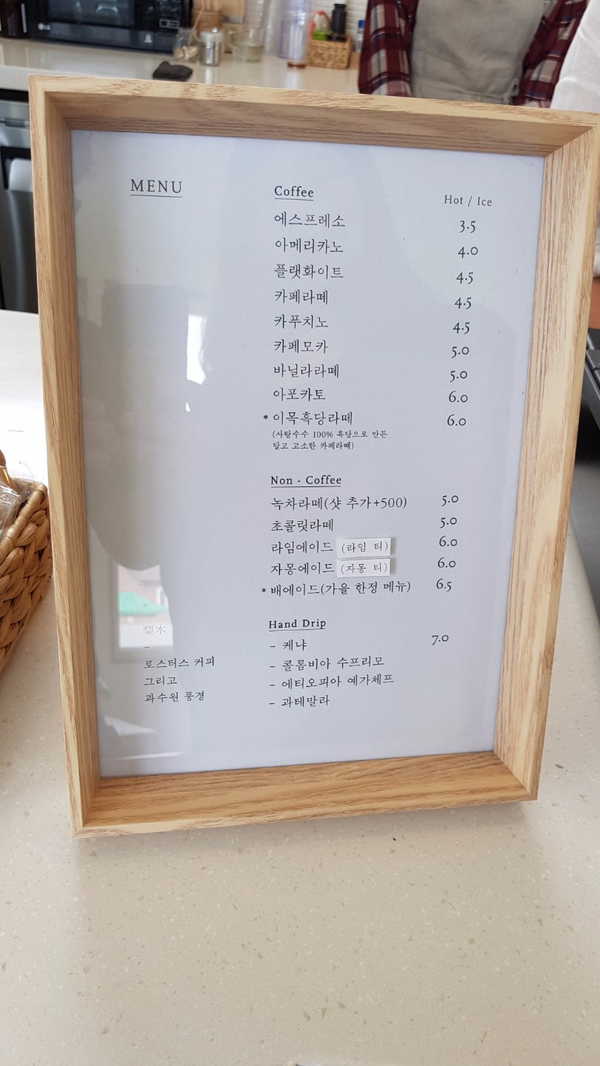 MENU
Coffee
Hot / Ice
에스프레소 3.5
아메리카노 4.0
플랫화이트 4.5
카페라떼 4.5
카푸치노 4.5
카페모카 5.0
바닐라라떼 5.0
아포카토 6.0
* 이목흑당라떼 6.0
(사탕수수 100% 흑당으로 만든
달고 고소한 카페라떼)
Non - Coffee
녹차라떼(샷 추가+500) 5.0
초콜릿라떼 5.0
라임에이드 (라임 티) 6.0
자몽에이드 (자몽 티) 6.0
* 배에이드(가을 한정 메뉴) 6.5
Hand Drip
- 케냐 7.0
- 콜롬비아 수프리모
- 에티오피아 예가체프
- 과테말라
梨木
-
로스터스 커피
그리고
과수원 풍경